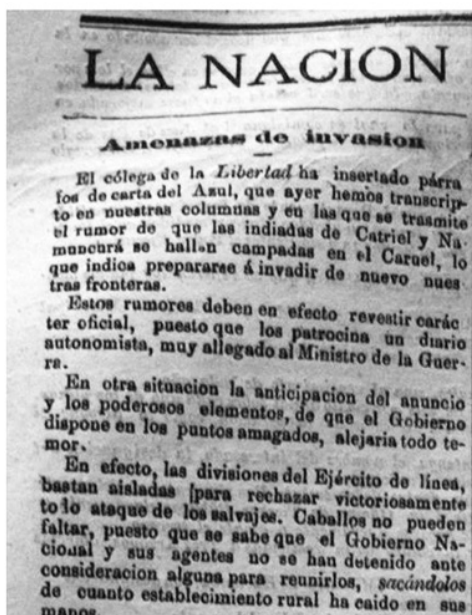 LA NACION
Amenazas de invasion
El cólega de la Libertad ha insertado párra
fos de carta del Azul, que ayer hemos transcrip-
to en nuestras columnas y en las que se trasmite
el rumor de que las indiadas de Catriel y Na
muncurá se hallan campadas en el Carué, lo
que indica prepararse á invadir de nuevo nues
tras fronteras.
Estos rumores deben en efecto revestir carác
ter oficial, puesto que los patrocina un diario
autonomista, muy allegado al Ministro de la Guer-
ra.
En otra situacion la anticipacion del anuncio
y los poderosos elementos, de que el Gobierno
dispone en los puntos amagados, alejaria todo te-
mor.
En efecto, las divisiones del Ejército de línea,
bastan aisladas [para rechazar victoriosamente
to lo ataque de los salvajes. Caballos no pueden
faltar, puesto que se sabe que el Gobierno Na-
cional y sus agentes no se han detenido ante
consideracion alguna para reunirlos, sacándolos
de cuanto establecimiento rural ha caido en sus
manos.